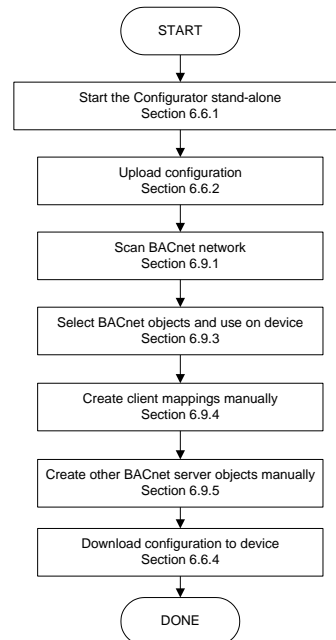 START
Start the Configurator stand-alone
Section 6.6.1
Upload configuration
Section 6.6.2
Scan BACnet network
Section 6.9.1
Select BACnet objects and use on device
Section 6.9.3
Create client mappings manually
Section 6.9.4
Create other BACnet server objects manually
Section 6.9.5
Download configuration to device
Section 6.6.4
DONE